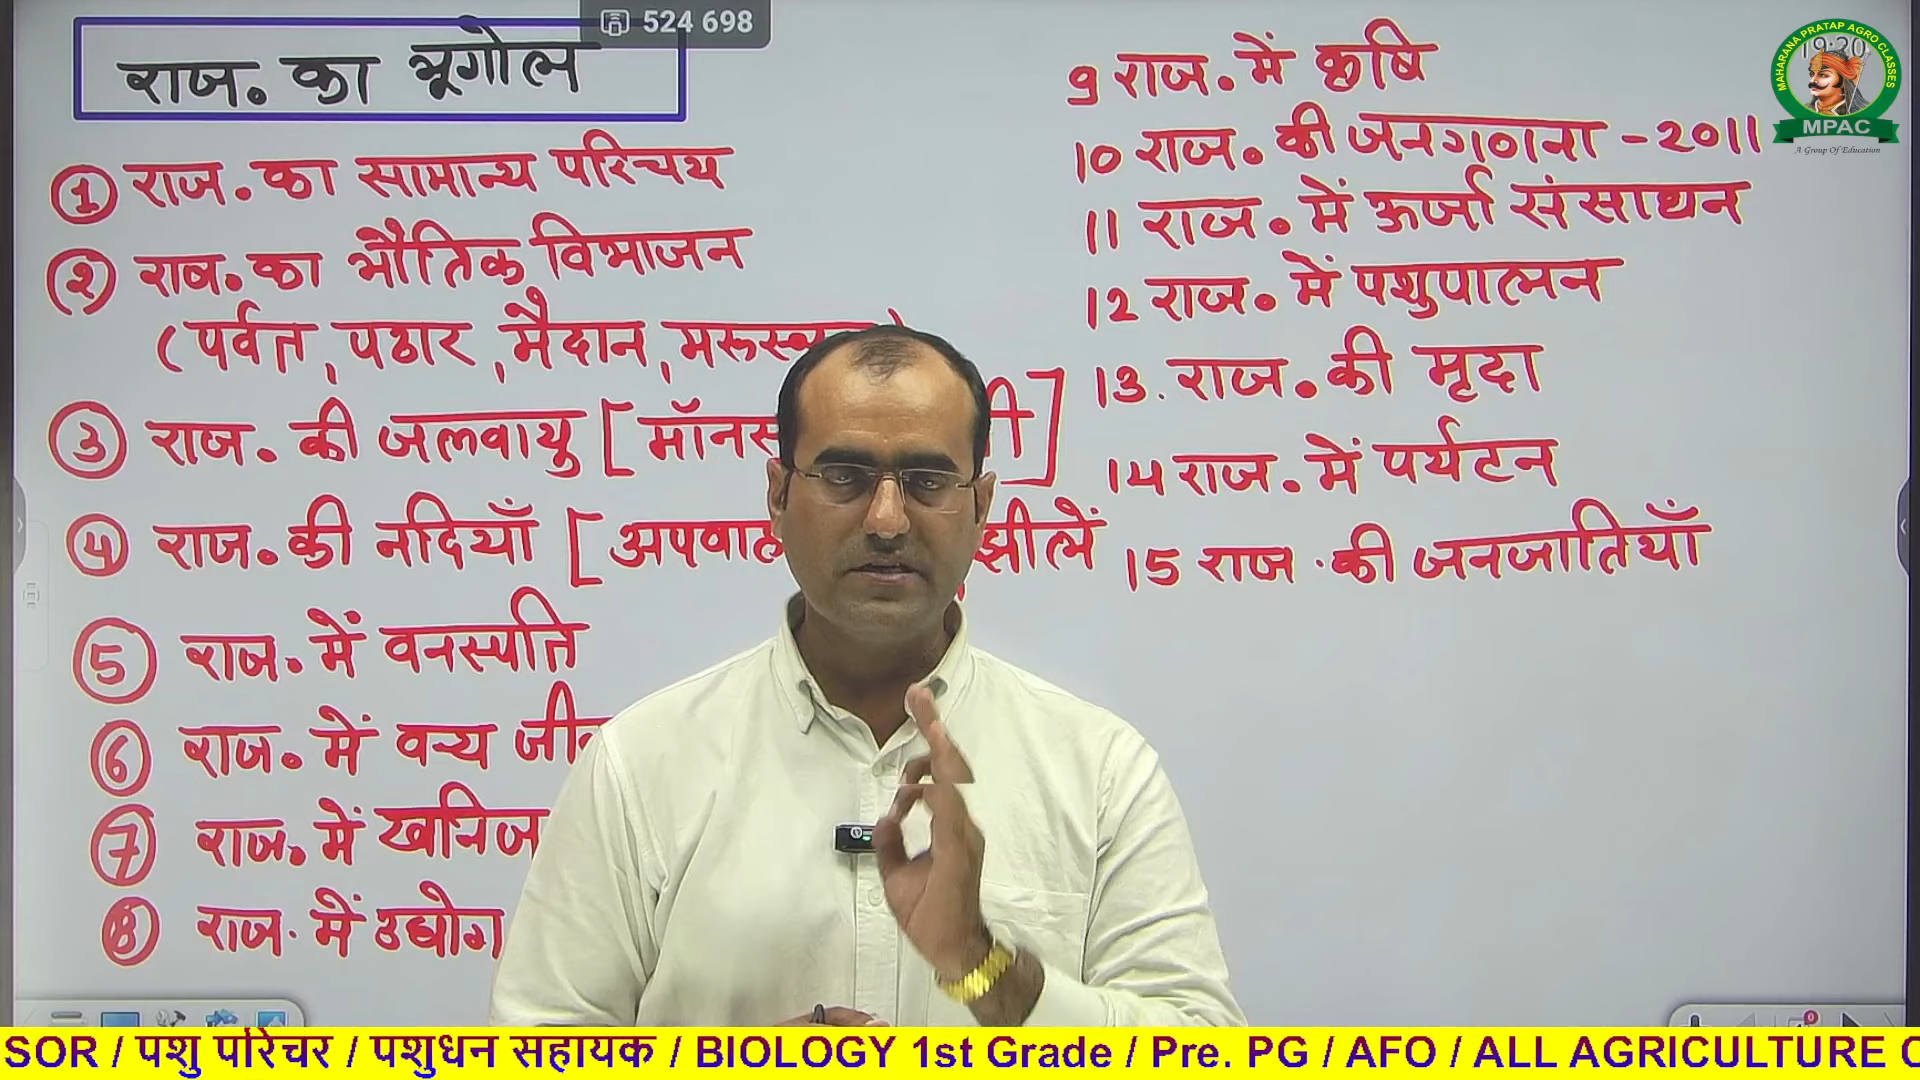 524 698
राज. का भूगोल
① राज. का सामान्य परिचय
② राज. का भौतिक विभाजन
(पर्वत, पठार, मैदान,
③ राज. की जलवायु [
④ राज. की नदियाँ [ झीलें
⑤ राज. में वनस्पति
⑥ राज. में वन्य
⑦ राज. में खनिज
⑧ राज. में उद्योग
9 राज. में कृषि
10 राज. की जनगणना - 2011
11 राज. में ऊर्जा संसाधन
12 राज. में पशुपालन
13. राज. की मृदा
14 राज. में पर्यटन
15 राज. की जनजातियाँ
MAHARANA PRATAP AGRO CLASSES
19:20
MPAC
A Group Of Education
SOR / पशु परिचर / पशुधन सहायक / BIOLOGY 1st Grade / Pre. PG / AFO / ALL AGRICULTURE